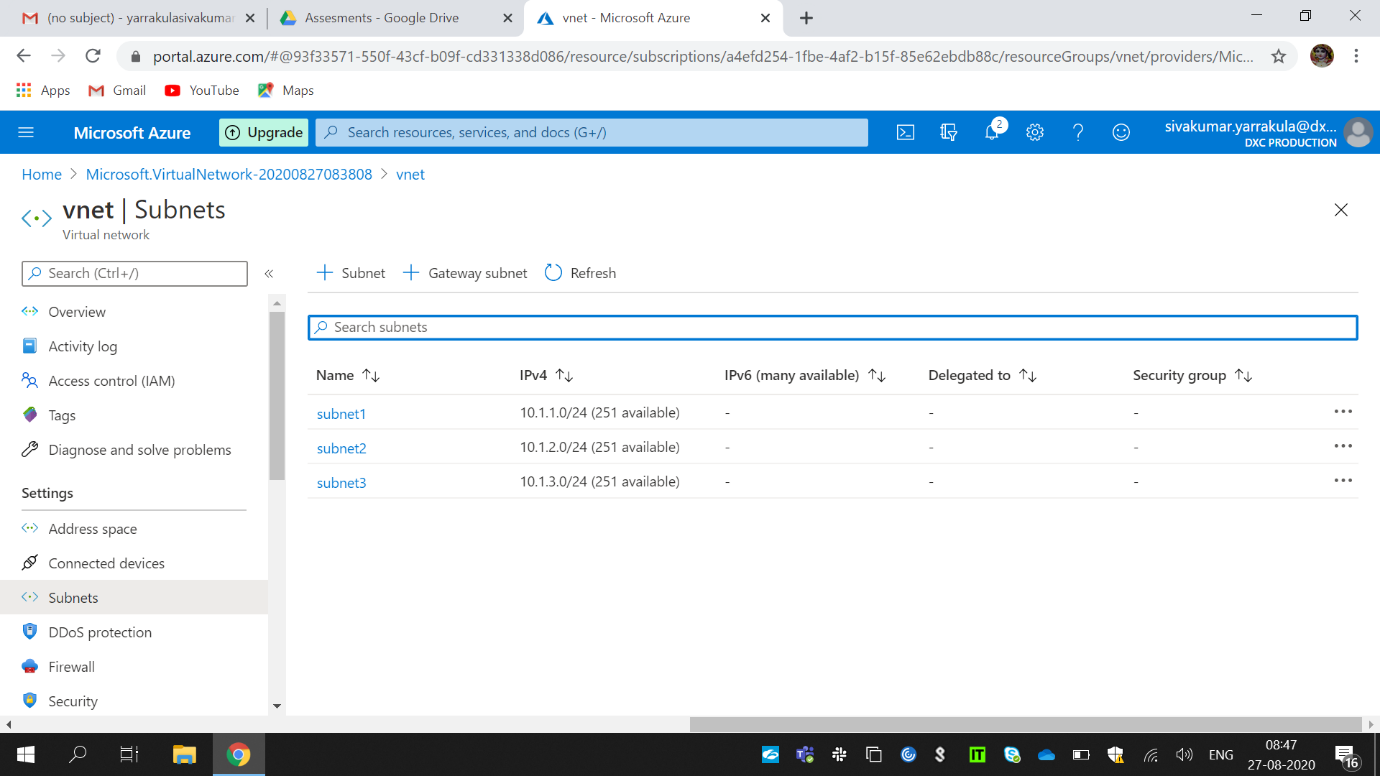 (no subject) - yarrakulasivakumar
Assesments - Google Drive
vnet - Microsoft Azure
portal.azure.com/#@93f33571-550f-43cf-b09f-cd331338d086/resource/subscriptions/a4efd254-1fbe-4af2-b15f-85e62ebdb88c/resourceGroups/vnet/providers/Mic...
Apps Gmail YouTube Maps
Microsoft Azure
Upgrade
Search resources, services, and docs (G+/)
2
sivakumar.yarrakula@dx...
DXC PRODUCTION
Home > Microsoft.VirtualNetwork-20200827083808 > vnet
vnet | Subnets
Virtual network
Search (Ctrl+/)
«
+ Subnet + Gateway subnet Refresh
Overview
Activity log
Access control (IAM)
Tags
Diagnose and solve problems
Settings
Address space
Connected devices
Subnets
DDoS protection
Firewall
Security
Search subnets
Name ↑↓ IPv4 ↑↓ IPv6 (many available) ↑↓ Delegated to ↑↓ Security group ↑↓
subnet1 10.1.1.0/24 (251 available) - - - ...
subnet2 10.1.2.0/24 (251 available) - - - ...
subnet3 10.1.3.0/24 (251 available) - - - ...
ENG
08:47
27-08-2020
16